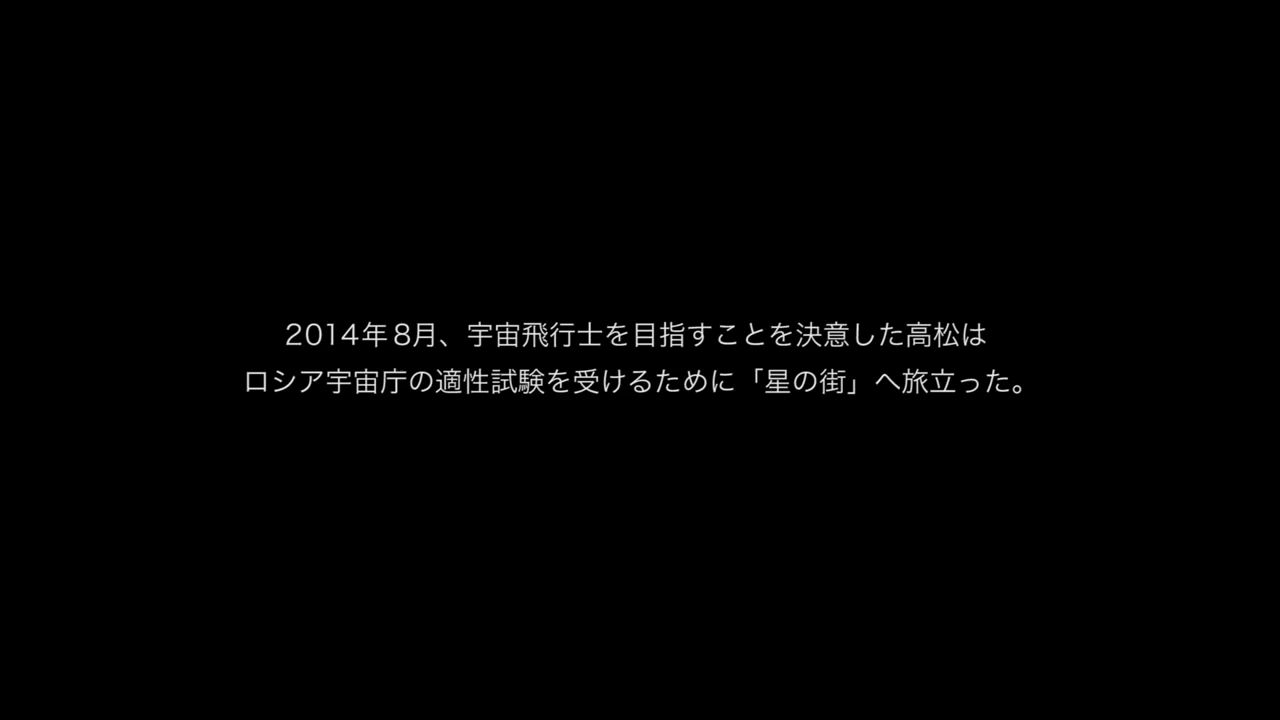 2014年8月、宇宙飛行士を目指すことを決意した高松は
ロシア宇宙庁の適性試験を受けるために「星の街」へ旅立った。